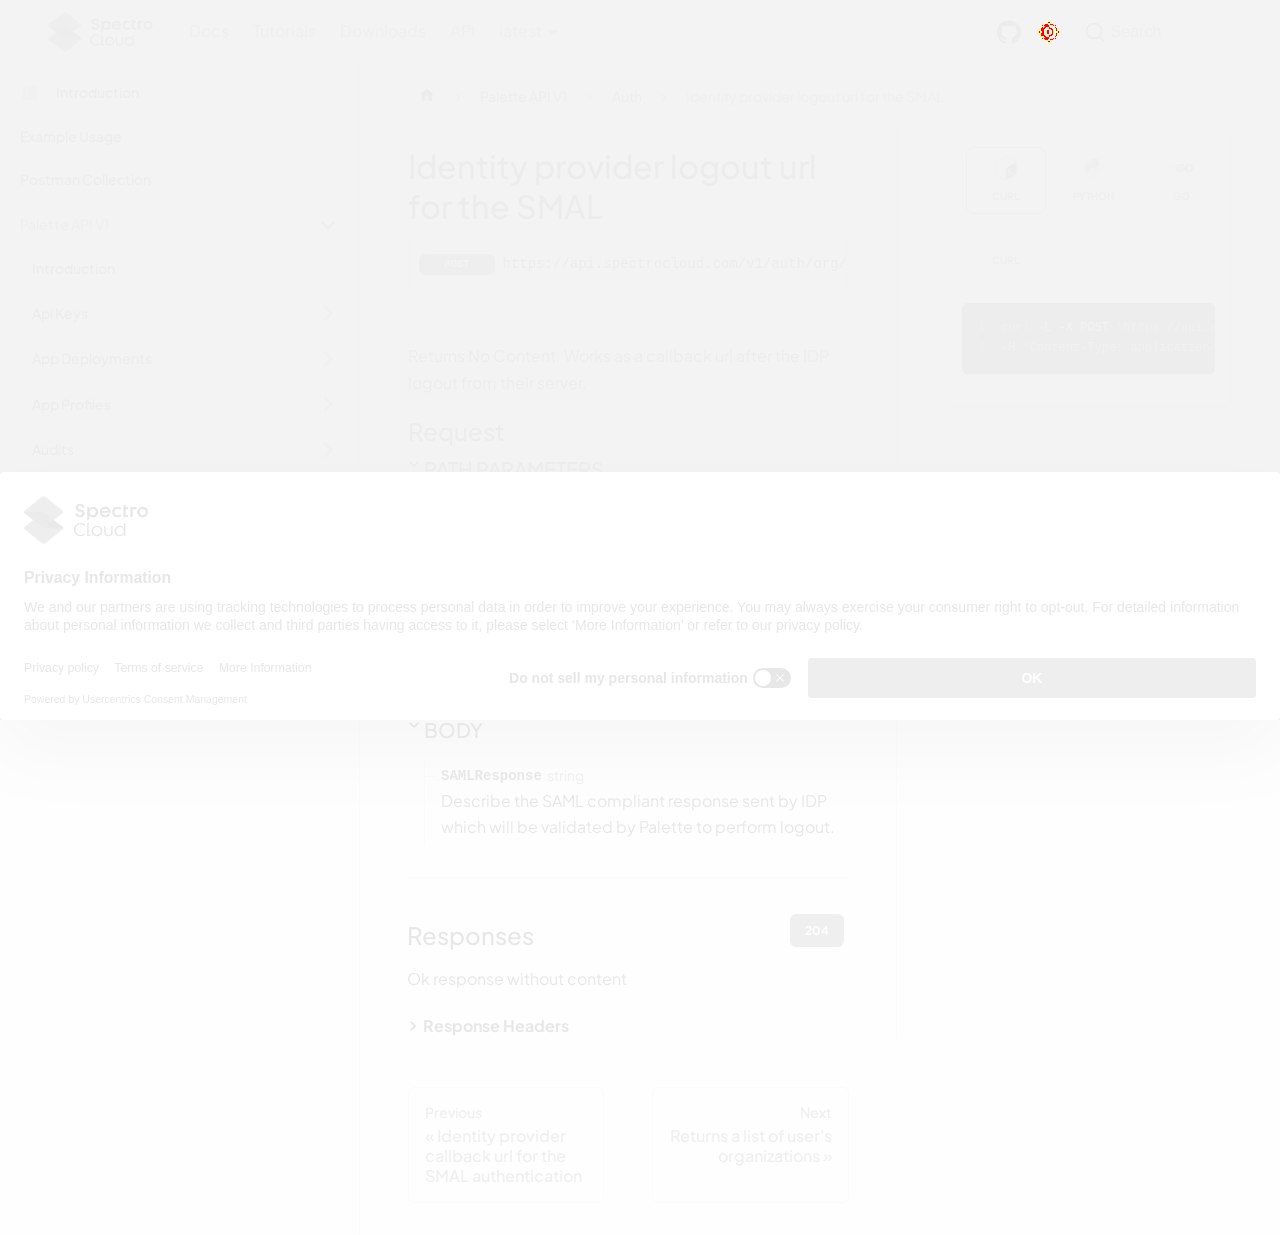 Spectro Cloud
Docs Tutorials Downloads API latest
Search
Introduction
Example Usage
Postman Collection
Palette API V1
Introduction
Api Keys
App Deployments
App Profiles
Audits
Palette API V1
Auth
Identity provider logout url for the SMAL
Identity provider logout url
for the SMAL
POST https://api.spectrocloud.com/v1/auth/org/
Returns No Content. Works as a callback url after the IDP
logout from their server
Request
PATH PARAMETERS
CURL PYTHON GO
CURL
Spectro
Cloud
Privacy Information
We and our partners are using tracking technologies to process personal data in order to improve your experience. You may always exercise your consumer right to opt-out. For detailed information
about personal information we collect and third parties having access to it, please select 'More Information' or refer to our privacy policy.
Privacy policy Terms of service More Information
Do not sell my personal information
OK
Powered by Usercentrics Consent Management
BODY
SAMLResponse string
Describe the SAML compliant response sent by IDP
which will be validated by Palette to perform logout.
Responses
204
Ok response without content
Response Headers
Previous
« Identity provider
callback url for the
SMAL authentication
Next
Returns a list of user's
organizations »